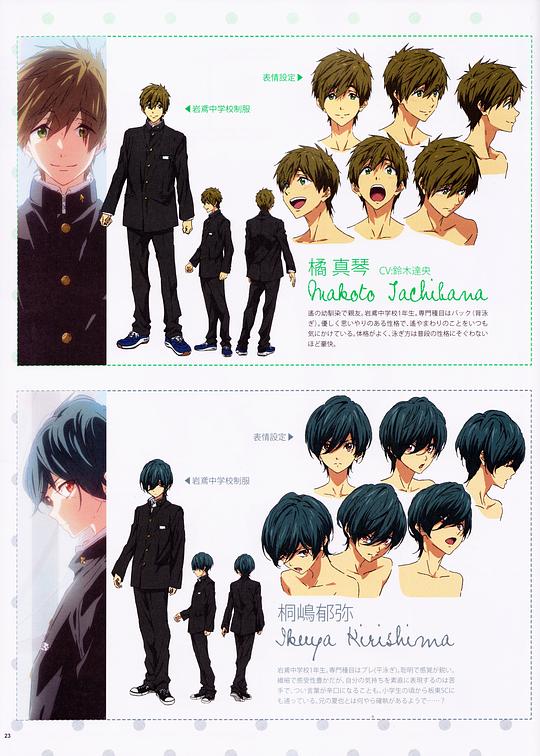 表情設定▶
◀岩鳶中学校制服
橘 真琴 CV:鈴木達央
Makoto Tachibana
遙の幼馴染で親友。岩鳶中学校1年生。専門種目はバック（背泳
ぎ）。優しく思いやりのある性格で、遙やまわりのことをいつも
気にかけている。体格がよく、泳ぎ方は普段の性格にそぐわない
ほど豪快。
表情設定▶
◀岩鳶中学校制服
桐嶋郁弥
Ikuya Kirishima
岩鳶中学校1年生。専門種目はブレ(平泳ぎ)。聡明で感覚が鋭い。
繊細で感受性豊かだが、自分の気持ちを素直に表現するのは苦
手で、つい言葉が辛口になることも。小学生の頃から坂東SCに
も通っている。兄の夏也とは何やら確執があるようで……？
23